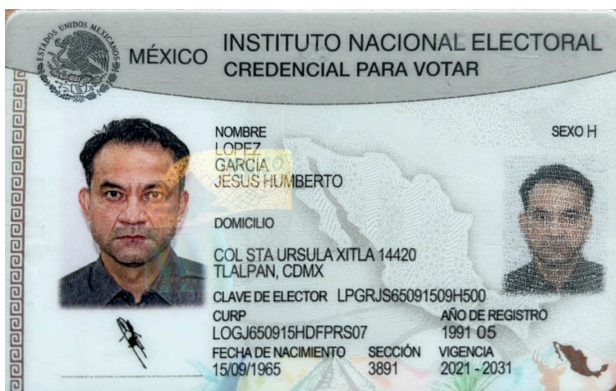 ESTADOS UNIDOS MEXICANOS
MÉXICO INSTITUTO NACIONAL ELECTORAL
CREDENCIAL PARA VOTAR
NOMBRE SEXO H
LOPEZ
GARCIA
JESUS HUMBERTO
DOMICILIO
COL STA URSULA XITLA 14420
TLALPAN, CDMX
CLAVE DE ELECTOR LPGRJS65091509H500
CURP AÑO DE REGISTRO
LOGJ650915HDFPRS07 1991 05
FECHA DE NACIMIENTO SECCIÓN VIGENCIA
15/09/1965 3891 2021 - 2031